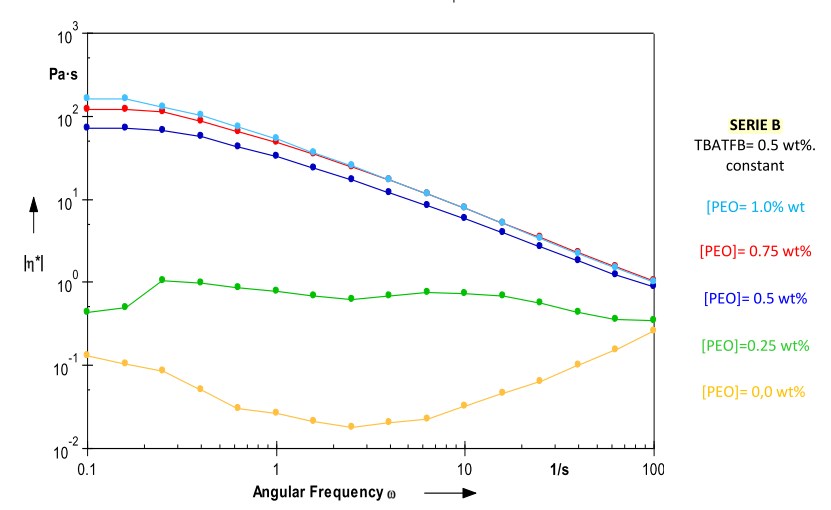 10³
Pa·s
10²
10¹
|η*|
10⁰
10⁻¹
10⁻²
0.1
1
10
1/s
100
Angular Frequency ω
SERIE B
TBATFB= 0.5 wt%.
constant
[PEO= 1.0% wt
[PEO]= 0.75 wt%
[PEO]= 0.5 wt%
[PEO]=0.25 wt%
[PEO]= 0,0 wt%